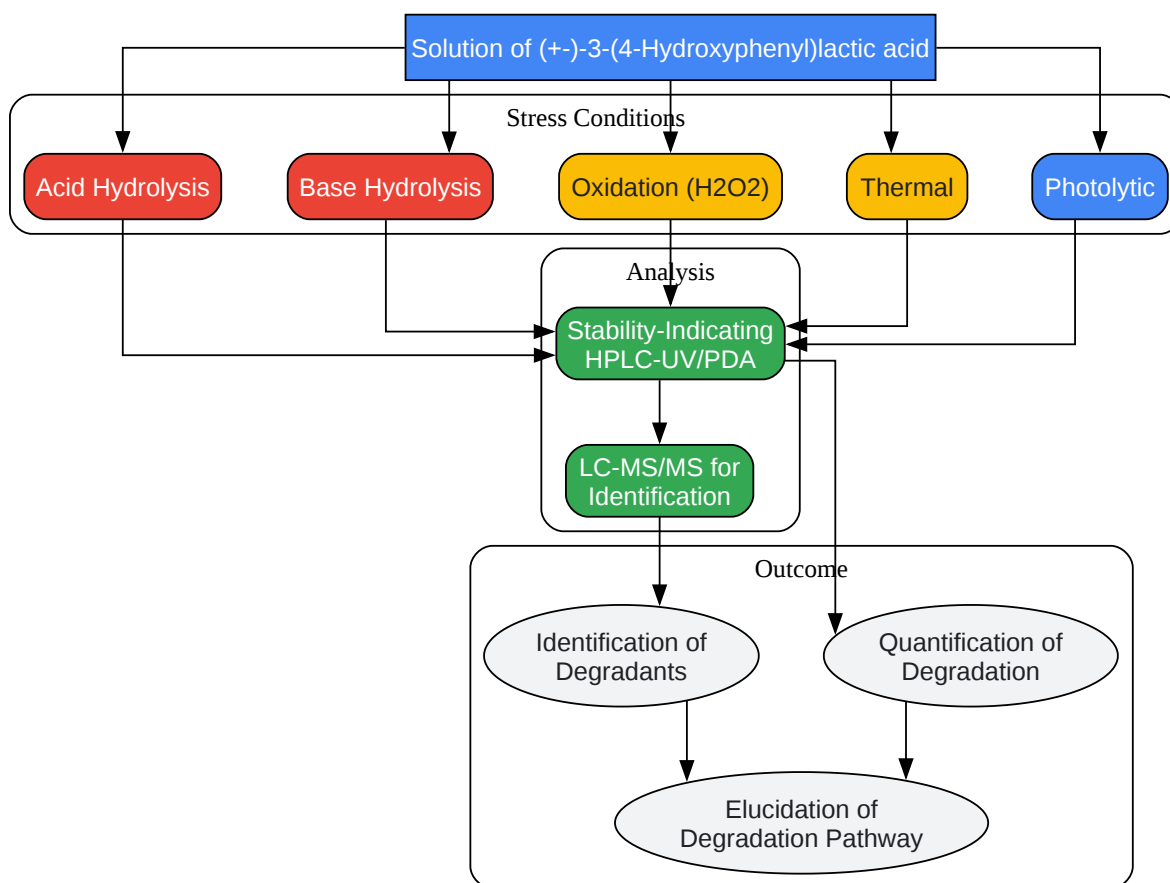 Solution of (+-)-3-(4-Hydroxyphenyl)lactic acid
Stress Conditions
Acid Hydrolysis
Base Hydrolysis
Oxidation (H2O2)
Thermal
Photolytic
Analysis
Stability-Indicating
HPLC-UV/PDA
LC-MS/MS for
Identification
Outcome
Identification of
Degradants
Quantification of
Degradation
Elucidation of
Degradation Pathway